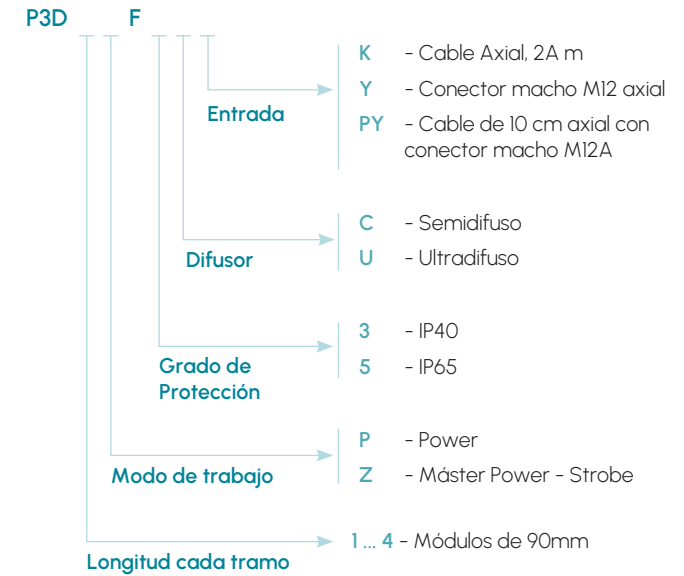 P3D F
K - Cable Axial, 2A m
Y - Conector macho M12 axial
Entrada
PY - Cable de 10 cm axial con
conector macho M12A
C - Semidifuso
Difusor
U - Ultradifuso
3 - IP40
Grado de
Protección
5 - IP65
P - Power
Modo de trabajo
Z - Máster Power - Strobe
1 ... 4 - Módulos de 90mm
Longitud cada tramo